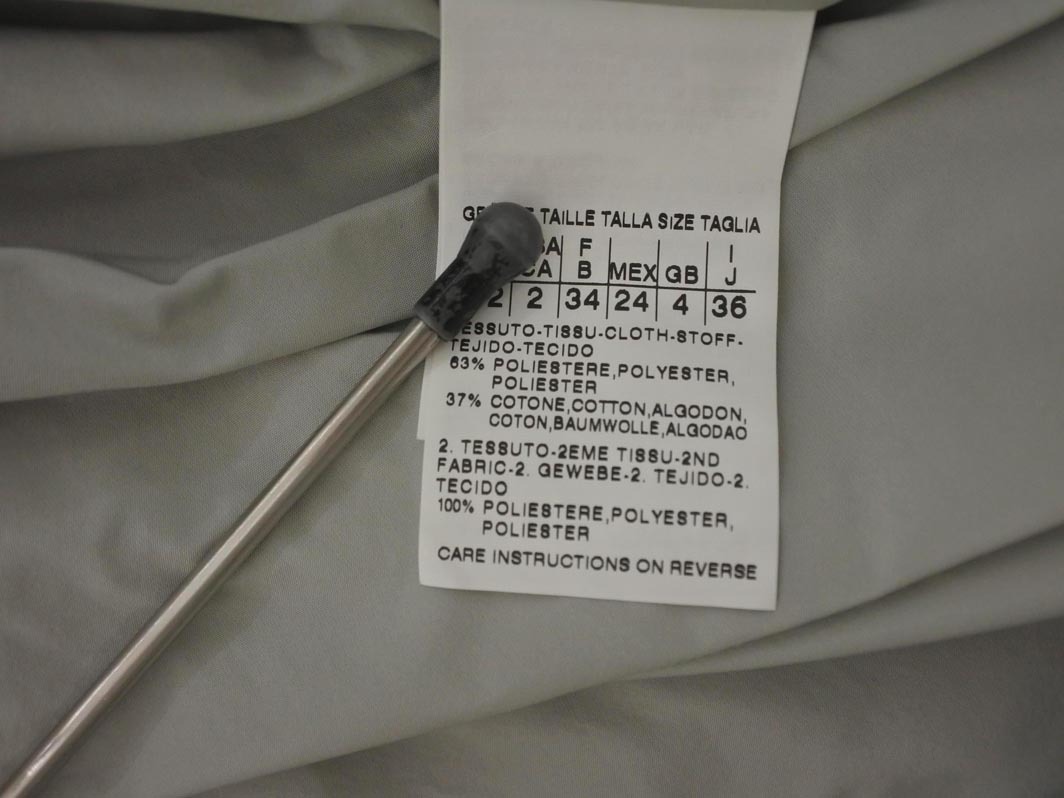 TAILLE TALLA SIZE TAGLIA
F I
CA B MEX GB J
2 2 34 24 4 36
TESSUTO-TISSU-CLOTH-STOFF-
TEJIDO-TECIDO
63% POLIESTERE,POLYESTER,
POLIESTER
37% COTONE,COTTON,ALGODON,
COTON,BAUMWOLLE,ALGODAO
2. TESSUTO-2EME TISSU-2ND
FABRIC-2. GEWEBE-2. TEJIDO-2.
TECIDO
100% POLIESTERE,POLYESTER,
POLIESTER
CARE INSTRUCTIONS ON REVERSE